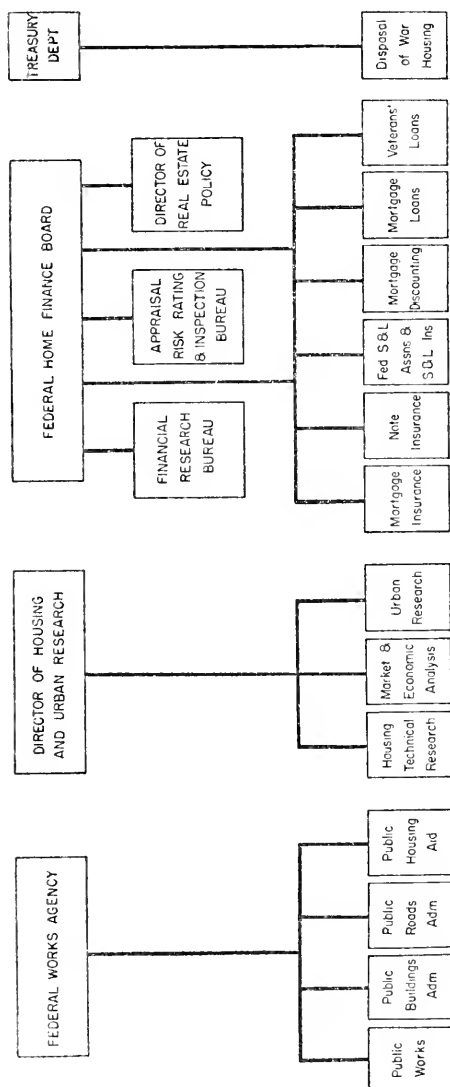 FEDERAL WORKS AGENCY
Public
Works
Public
Buildings
Adm
Public
Roads
Adm
Public
Housing
Aid
DIRECTOR OF HOUSING
AND URBAN RESEARCH
Housing
Technical
Research
Market &
Economic
Analysis
Urban
Research
FEDERAL HOME FINANCE BOARD
FINANCIAL
RESEARCH
BUREAU
APPRAISAL
RISK RATING
& INSPECTION
BUREAU
DIRECTOR OF
REAL ESTATE
POLICY
Mortgage
Insurance
Note
Insurance
Fed S&L
Assns &
S&L Ins
Mortgage
Discounting
Mortgage
Loans
Veterans'
Loans
TREASURY
DEPT
Disposal
of War
Housing